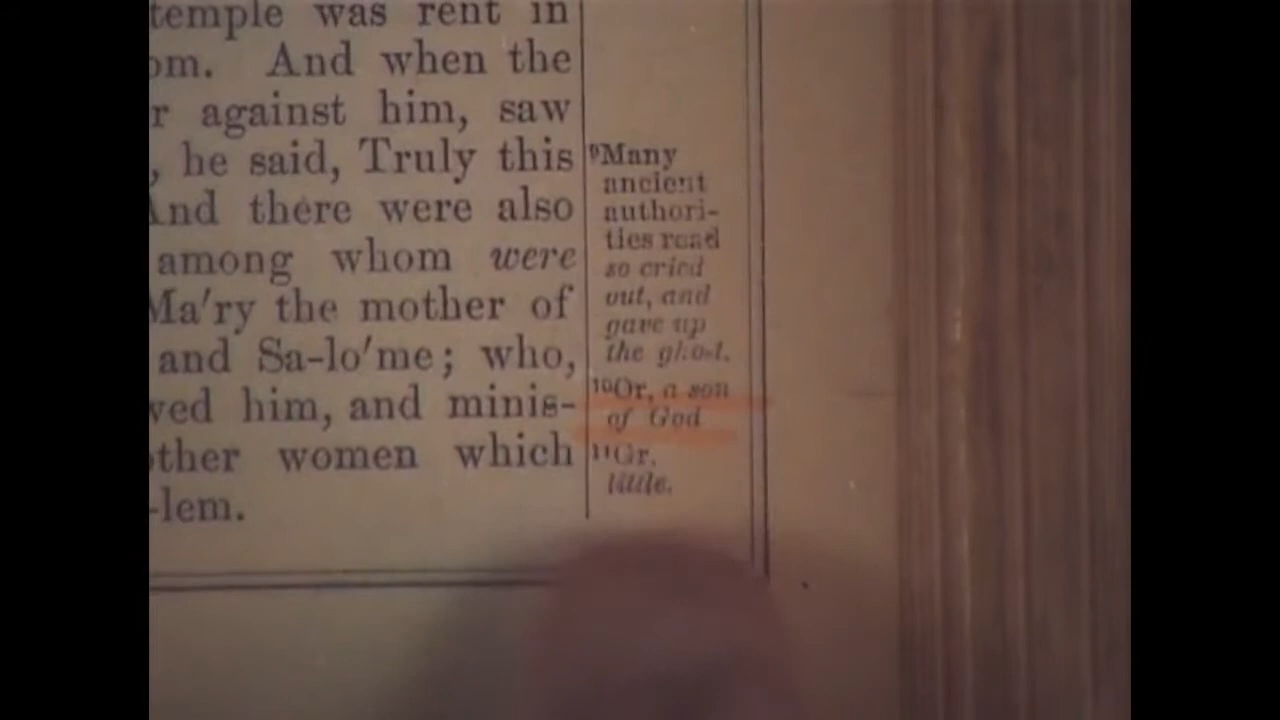 temple was rent in
om. And when the
r against him, saw
, he said, Truly this
And there were also
among whom were
Ma′ry the mother of
and Sa-lo′me; who,
wed him, and minis-
other women which
-lem.
⁹Many
ancient
authori-
ties read
so cried
out, and
gave up
the ghost.
¹⁰Or, a son
of God
¹¹Gr.
little.